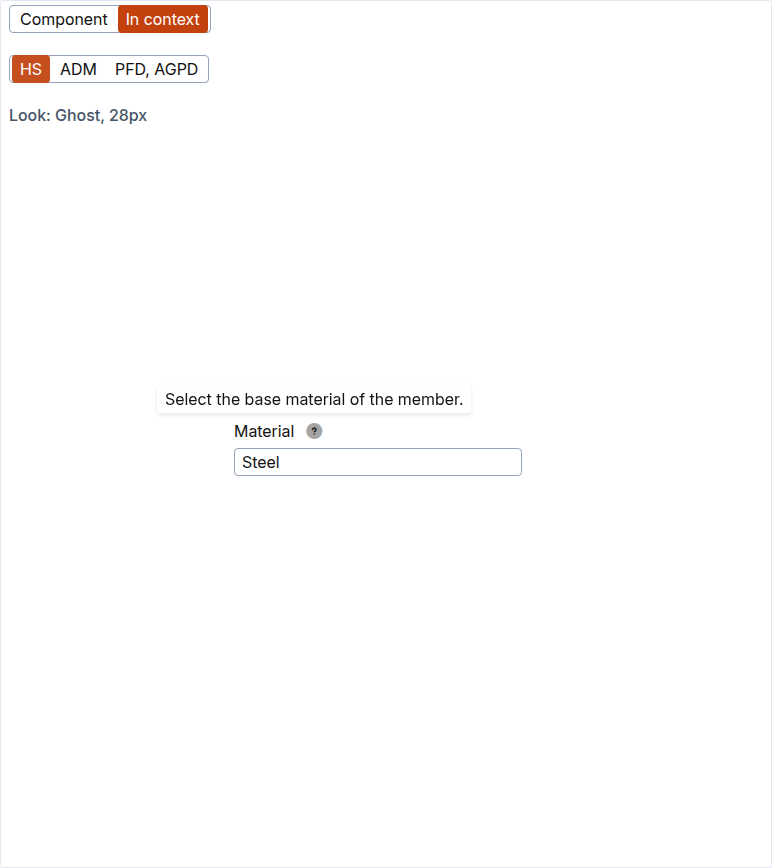 Component In context
HS ADM PFD, AGPD
Look: Ghost, 28px
Select the base material of the member.
Material ?
Steel